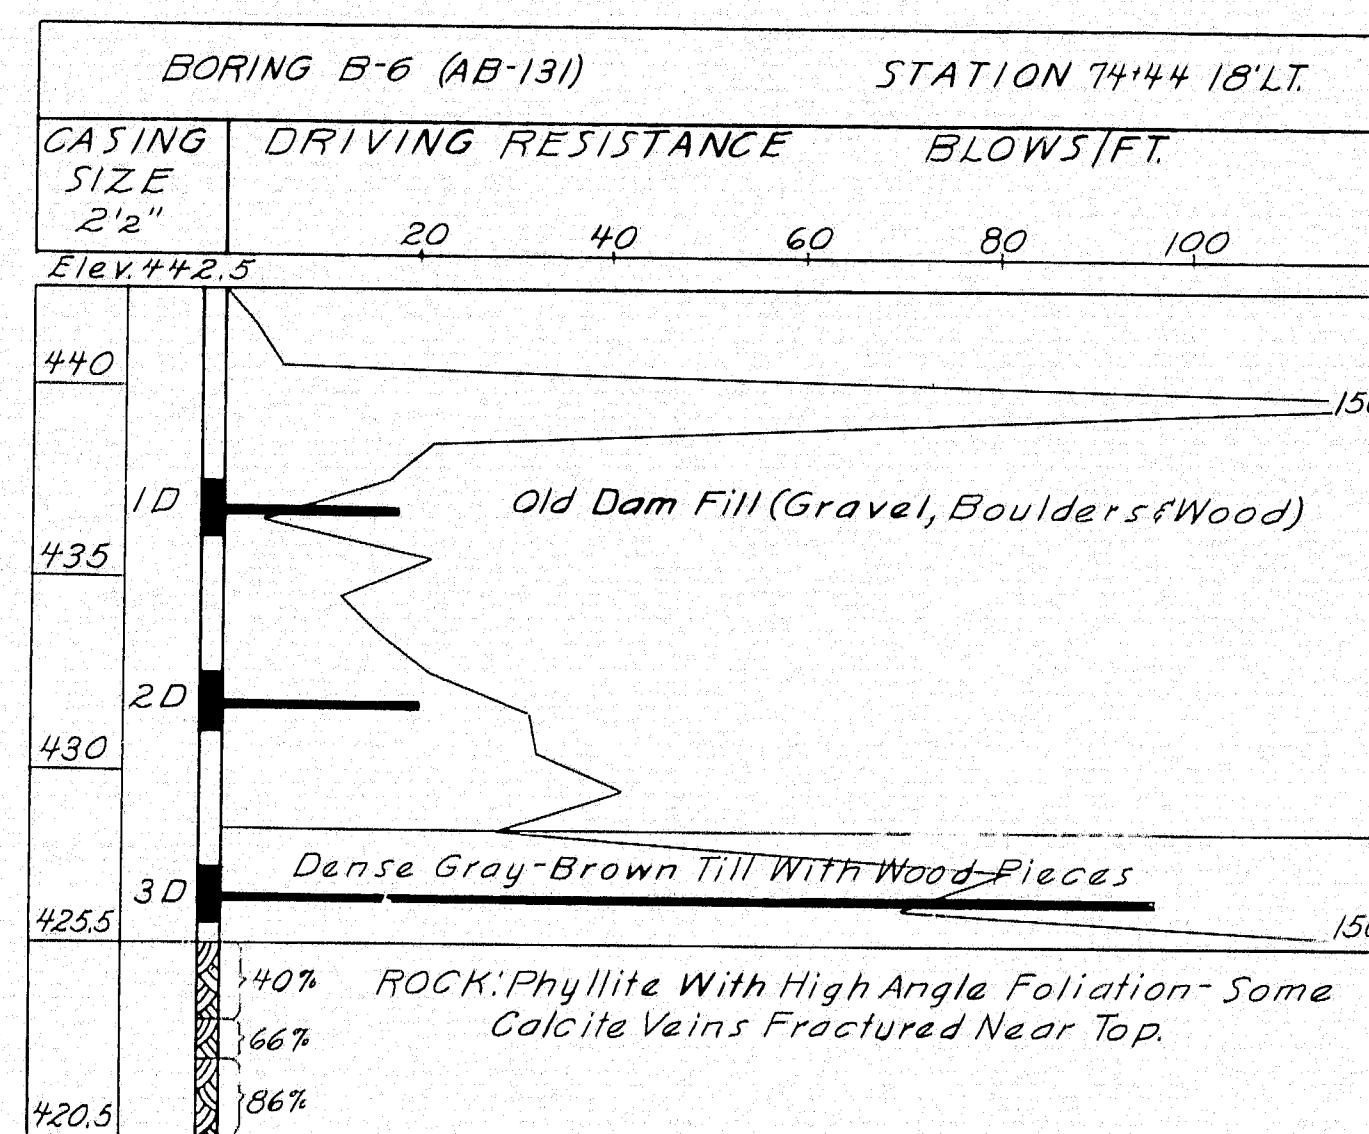 BORING B-6 (AB-131) STATION 74+44 18'LT.
CASING
SIZE
2'2"
DRIVING RESISTANCE BLOWS/FT.
20 40 60 80 100
Elev. 442.5
440
150
1D
Old Dam Fill (Gravel, Boulders & Wood)
435
2D
430
Dense Gray-Brown Till With Wood Pieces
3D
425.5
150
40%
ROCK: Phyllite With High Angle Foliation - Some
Calcite Veins Fractured Near Top.
66%
86%
420.5